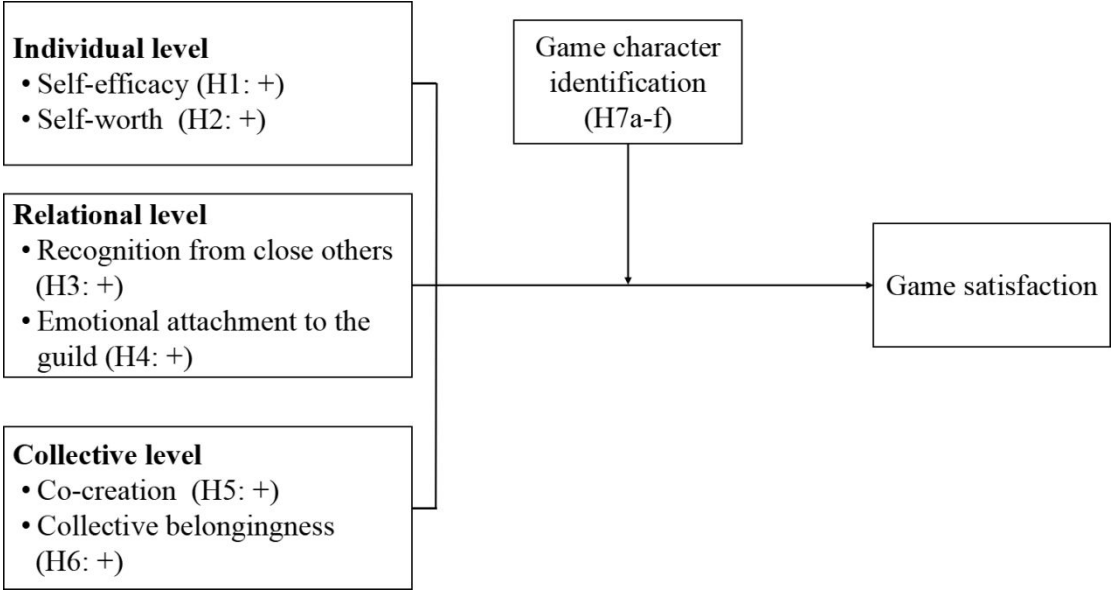 Individual level
• Self-efficacy (H1: +)
• Self-worth (H2: +)
Relational level
• Recognition from close others
(H3: +)
• Emotional attachment to the
guild (H4: +)
Collective level
• Co-creation (H5: +)
• Collective belongingness
(H6: +)
Game character
identification
(H7a-f)
Game satisfaction